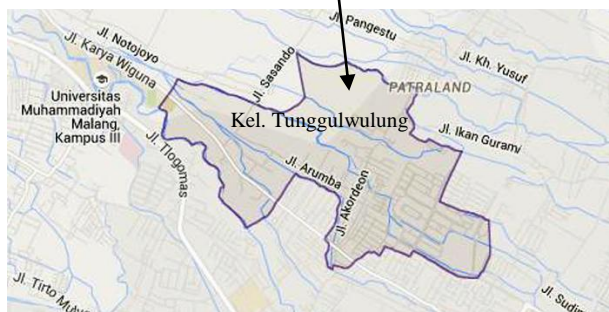 Jl. Pangestu
Jl. Notojoyo
Jl. Karya Wiguna
Jl. Kh. Yusuf
Jl. Sasando
PATRALAND
Universitas
Muhammadiyah
Malang,
Kampus III
Kel. Tunggulwulung
Jl. Ikan Gurami
Jl. Tlogomas
Jl. Arumba
Jl. Akordeon
Jl. Tirto
Jl.